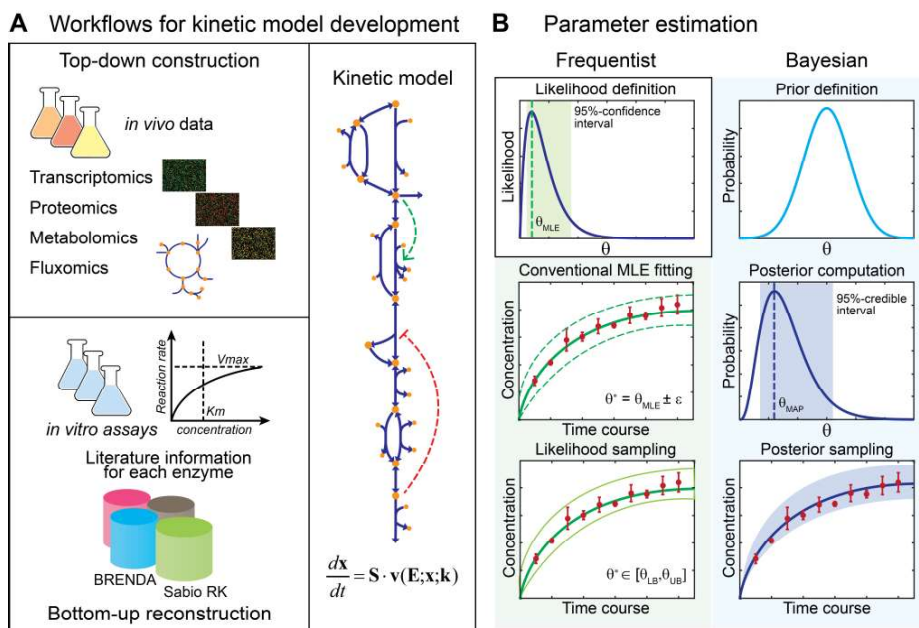 A Workflows for kinetic model development
Top-down construction
in vivo data
Transcriptomics
Proteomics
Metabolomics
Fluxomics
Reaction rate
Vmax
Km
concentration
in vitro assays
Literature information
for each enzyme
BRENDA
Sabio RK
Bottom-up reconstruction
Kinetic model
dx/dt = S · v(E;x;k)
B Parameter estimation
Frequentist
Likelihood definition
Likelihood
95%-confidence
interval
θMLE
θ
Conventional MLE fitting
Concentration
θ* = θMLE ± ε
Time course
Likelihood sampling
Concentration
θ* ∈ [θLB,θUB]
Time course
Bayesian
Prior definition
Probability
θ
Posterior computation
Probability
95%-credible
interval
θMAP
θ
Posterior sampling
Concentration
Time course